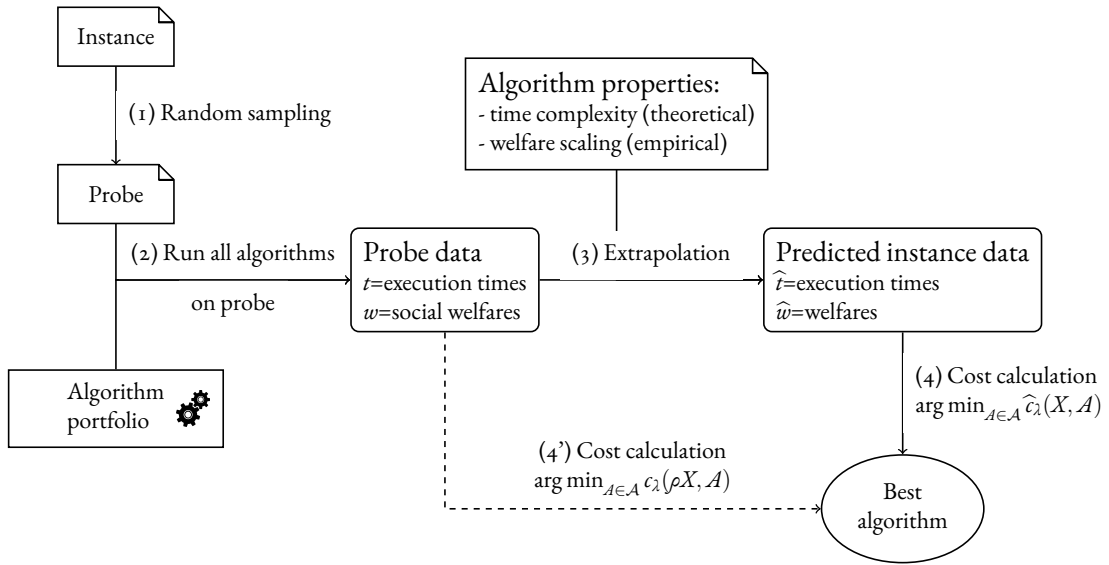 Instance
(1) Random sampling
Probe
Algorithm properties:
- time complexity (theoretical)
- welfare scaling (empirical)
(2) Run all algorithms
on probe
Probe data
t=execution times
w=social welfares
(3) Extrapolation
Predicted instance data
t̂=execution times
ŵ=welfares
Algorithm
portfolio
(4) Cost calculation
arg min_{A∈𝒜} ĉ_λ(X, A)
(4’) Cost calculation
arg min_{A∈𝒜} c_λ(ρX, A)
Best
algorithm